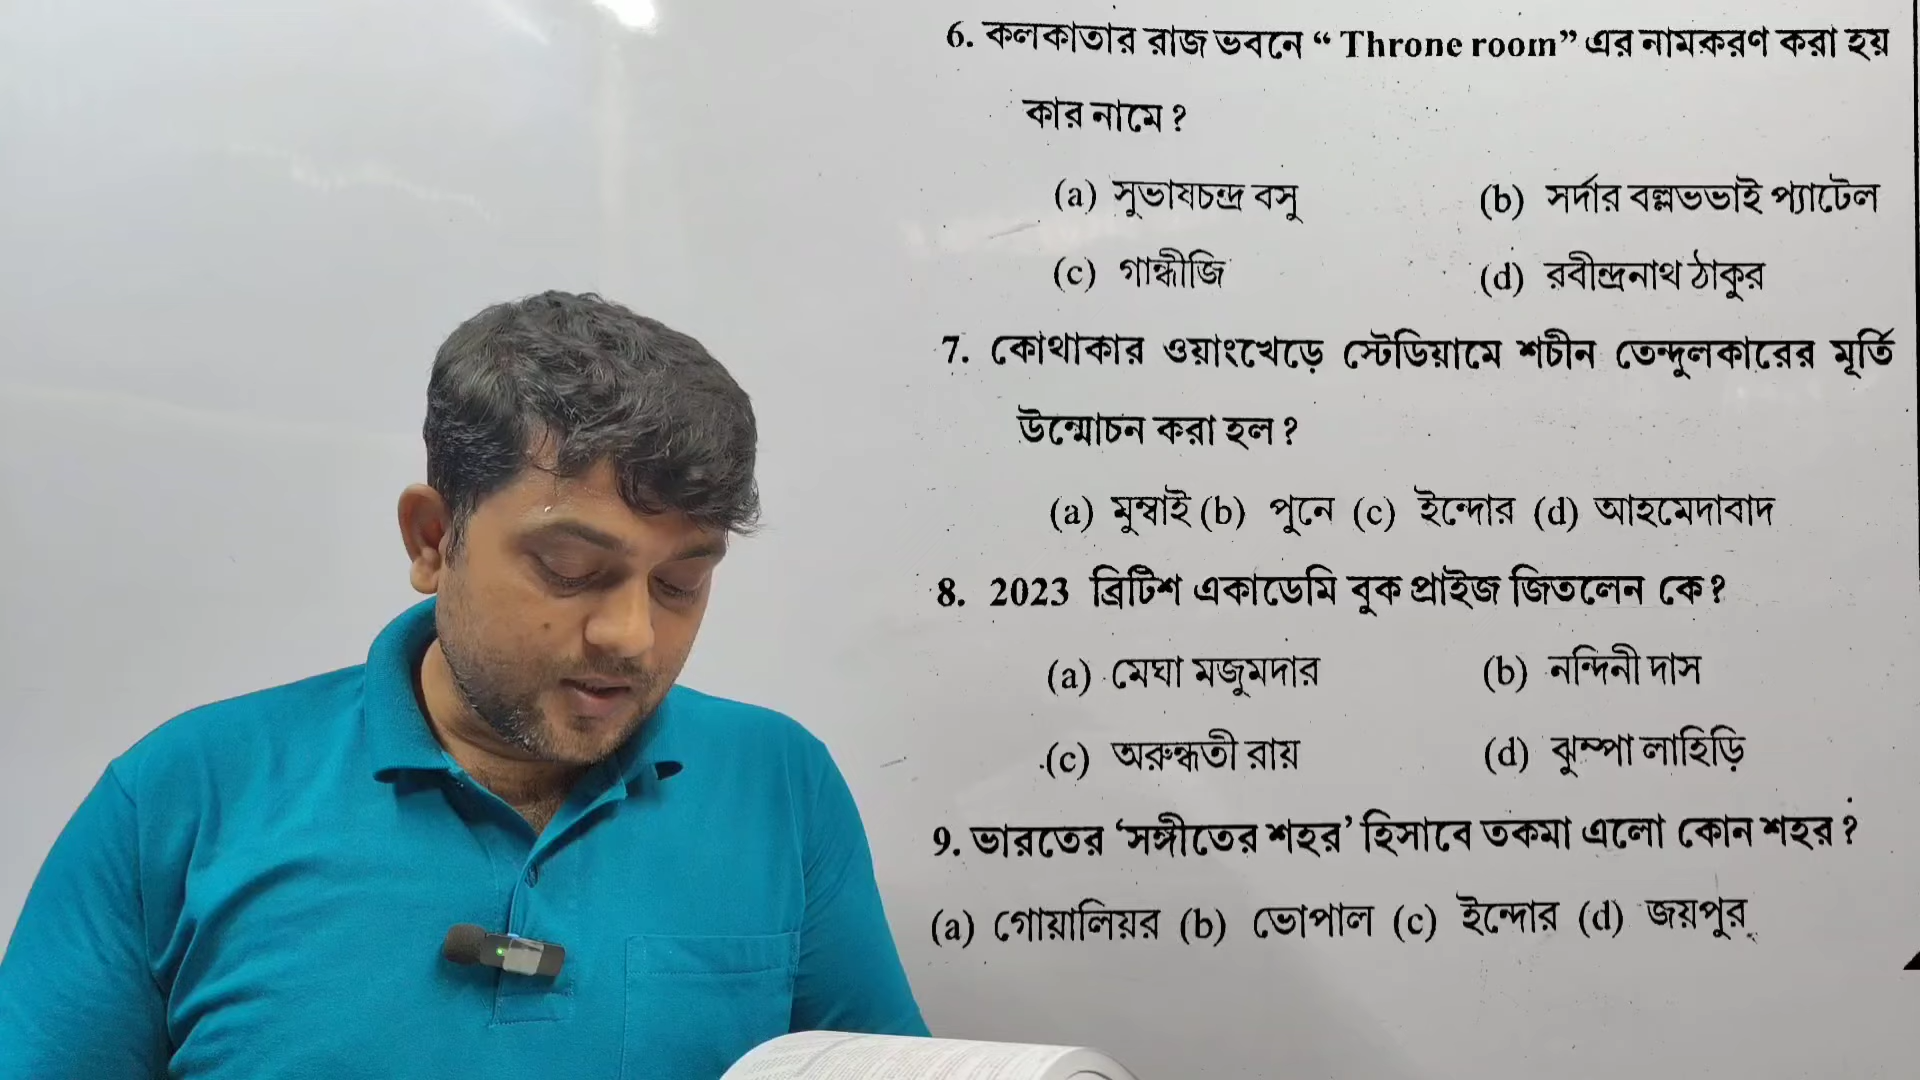 6. কলকাতার রাজ ভবনে “ Throne room” এর নামকরণ করা হয়
কার নামে ?
(a) সুভাষচন্দ্র বসু (b) সর্দার বল্লভভাই প্যাটেল
(c) গান্ধীজি (d) রবীন্দ্রনাথ ঠাকুর
7. কোথাকার ওয়াংখেড়ে স্টেডিয়ামে শচীন তেন্দুলকারের মূর্তি
উন্মোচন করা হল ?
(a) মুম্বাই (b) পুনে (c) ইন্দোর (d) আহমেদাবাদ
8. 2023 ব্রিটিশ একাডেমি বুক প্রাইজ জিতলেন কে ?
(a) মেঘা মজুমদার (b) নন্দিনী দাস
(c) অরুন্ধতী রায় (d) ঝুম্পা লাহিড়ি
9. ভারতের ‘সঙ্গীতের শহর’ হিসাবে তকমা এলো কোন শহর ?
(a) গোয়ালিয়র (b) ভোপাল (c) ইন্দোর (d) জয়পুর